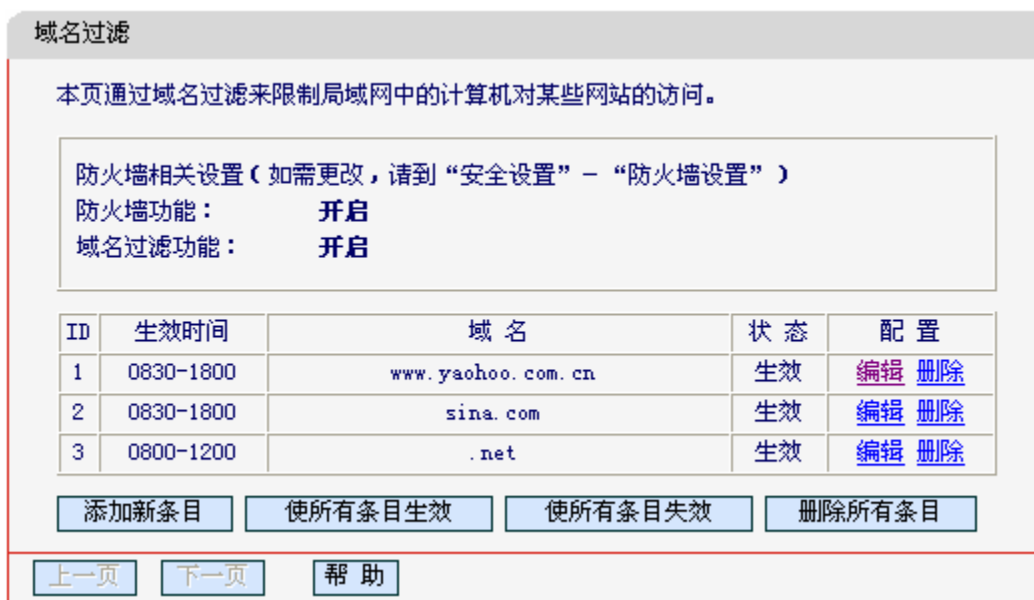 域名过滤
本页通过域名过滤来限制局域网中的计算机对某些网站的访问。
防火墙相关设置(如需更改,请到“安全设置”-“防火墙设置”)
防火墙功能: 开启
域名过滤功能: 开启
ID 生效时间 域 名 状 态 配 置
1 0830-1800 www.yaohoo.com.cn 生效 编辑 删除
2 0830-1800 sina.com 生效 编辑 删除
3 0800-1200 .net 生效 编辑 删除
添加新条目 使所有条目生效 使所有条目失效 删除所有条目
上一页 下一页 帮 助